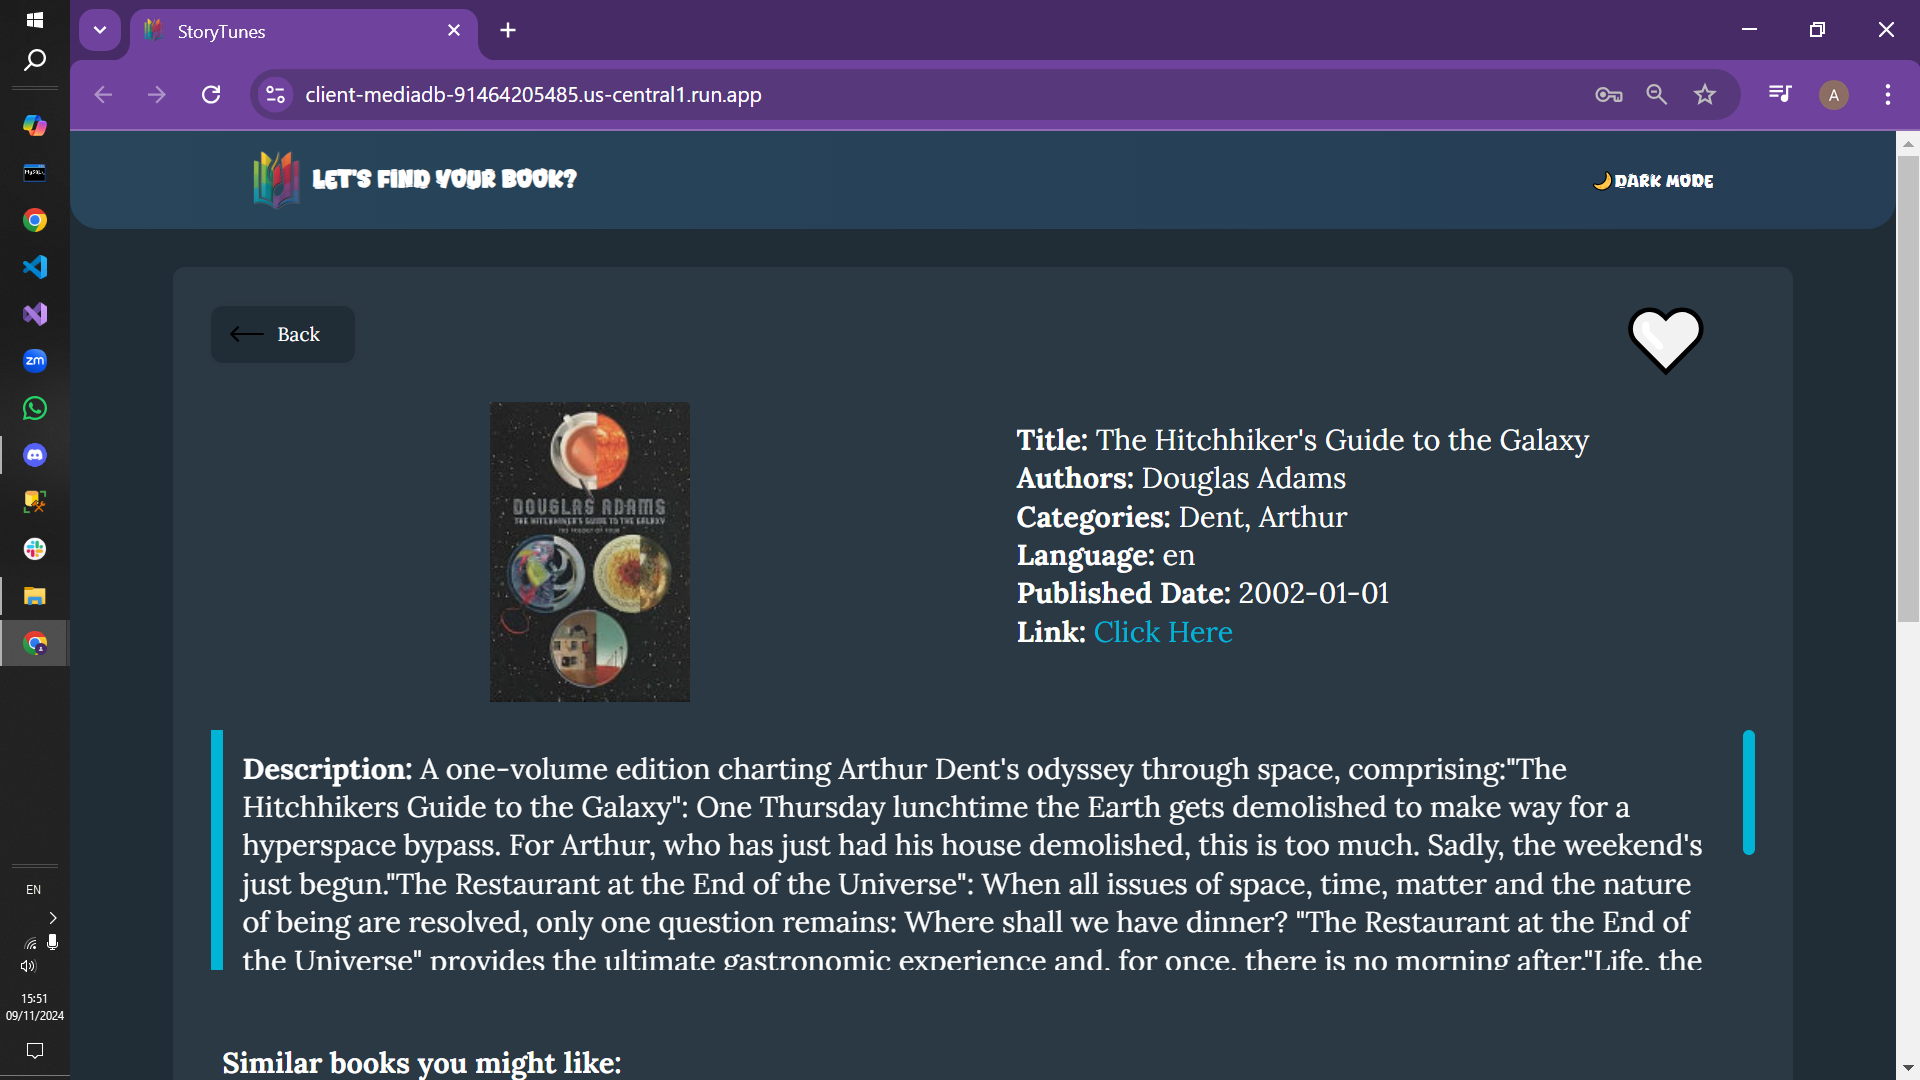 StoryTunes
client-mediadb-91464205485.us-central1.run.app
A
LET'S FIND YOUR BOOK?
DARK MODE
Back
DOUGLAS ADAMS
THE HITCHHIKER'S GUIDE TO THE GALAXY
Title: The Hitchhiker's Guide to the Galaxy
Authors: Douglas Adams
Categories: Dent, Arthur
Language: en
Published Date: 2002-01-01
Link: Click Here
Description: A one-volume edition charting Arthur Dent's odyssey through space, comprising:"The
Hitchhikers Guide to the Galaxy": One Thursday lunchtime the Earth gets demolished to make way for a
hyperspace bypass. For Arthur, who has just had his house demolished, this is too much. Sadly, the weekend's
just begun."The Restaurant at the End of the Universe": When all issues of space, time, matter and the nature
of being are resolved, only one question remains: Where shall we have dinner? "The Restaurant at the End of
the Universe" provides the ultimate gastronomic experience and, for once, there is no morning after."Life, the
Similar books you might like:
MySQL
zm
EN
15:51
09/11/2024